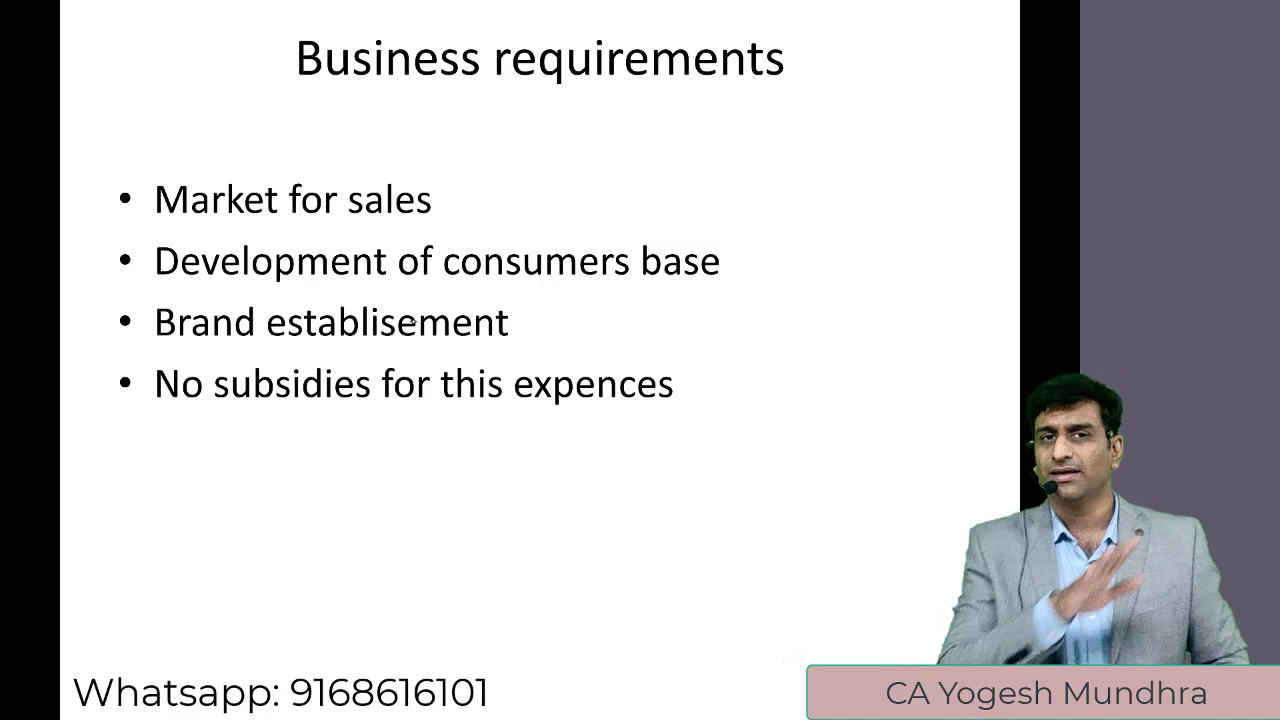 Business requirements
• Market for sales
• Development of consumers base
• Brand establisement
• No subsidies for this expences
Whatsapp: 9168616101
CA Yogesh Mundhra